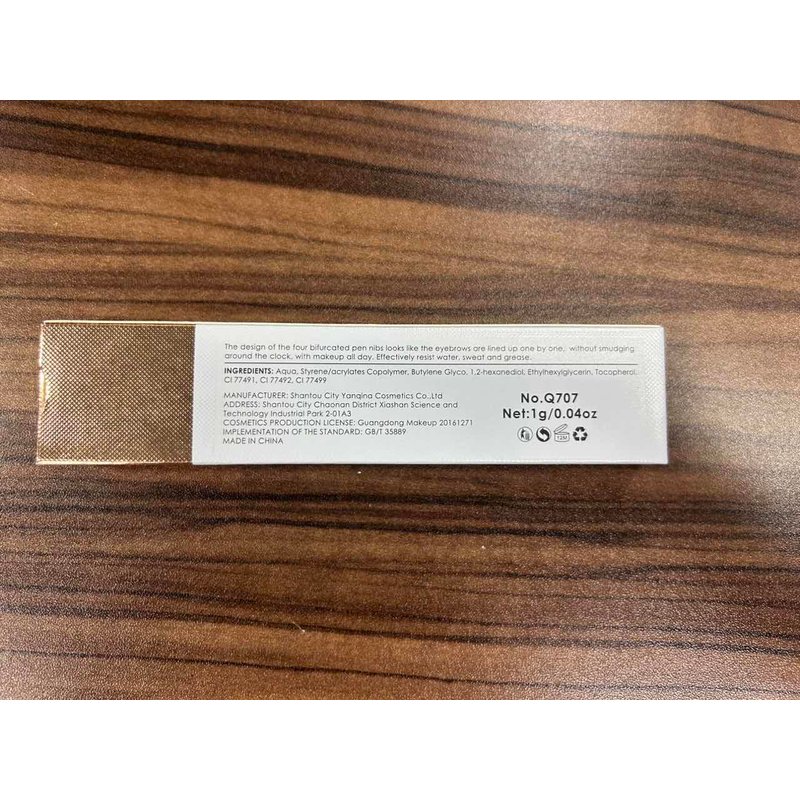 The design of the four bifurcated pen nibs looks like the eyebrows are lined up one by one, without smudging
around the clock, with makeup all day. Effectively resist water, sweat and grease.
INGREDIENTS: Aqua, Styrene/acrylates Copolymer, Butylene Glyco, 1,2-hexanediol, Ethylhexylglycerin, Tocopherol,
CI 77491, CI 77492, CI 77499
MANUFACTURER: Shantou City Yanqina Cosmetics Co.,Ltd
ADDRESS: Shantou City Chaonan District Xiashan Science and
Technology Industrial Park 2-01A3
COSMETICS PRODUCTION LICENSE: Guangdong Makeup 20161271
IMPLEMENTATION OF THE STANDARD: GB/T 35889
MADE IN CHINA
No.Q707
Net:1g/0.04oz
12M